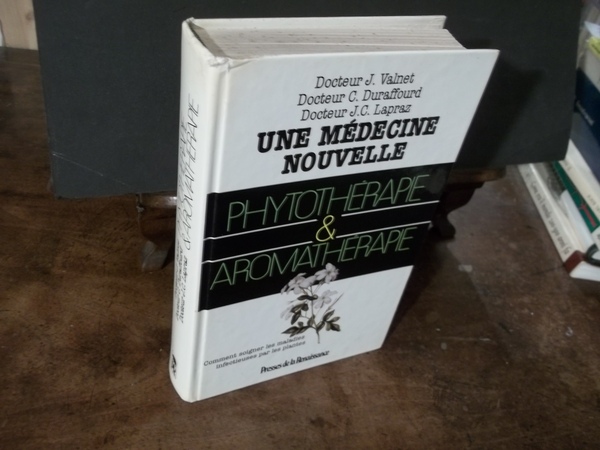 Docteur J. Valnet
Docteur C. Duraffourd
Docteur J.C. Lapraz
UNE MÉDECINE
NOUVELLE
PHYTOTHÉRAPIE
&
AROMATHÉRAPIE
Comment soigner les maladies
infectieuses par les plantes
Presses de la Renaissance
& AROMATHÉRAPIE